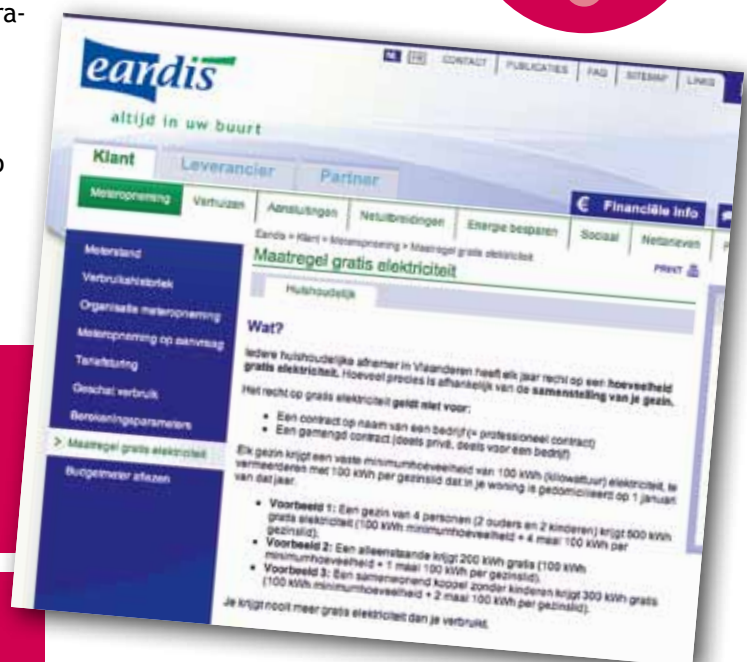 ra-
eandis
altijd in uw buurt
NL FR CONTACT PUBLICATIES FAQ SITEMAP LINKS
Klant Leverancier Partner
€ Financiële info
Meteropneming Verhuizen Aansluitingen Netuitbreidingen Energie besparen Sociaal Netarieven
Eandis > Klant > Meteropneming > Maatregel gratis elektriciteit
PRINT
Maatregel gratis elektriciteit
Huishoudelijk
Meterstand
Verbruikshistoriek
Organisatie meteropneming
Meteropneming op aanvraag
Tariefsturing
Geschat verbruik
Berekeningsparameters
> Maatregel gratis elektriciteit
Budgetmeter aflezen
Wat?
Iedere huishoudelijke afnemer in Vlaanderen heeft elk jaar recht op een hoeveelheid
gratis elektriciteit. Hoeveel precies is afhankelijk van de samenstelling van je gezin.
Het recht op gratis elektriciteit geldt niet voor:
• Een contract op naam van een bedrijf (= professioneel contract)
• Een gemengd contract (deels privé, deels voor een bedrijf)
Elk gezin krijgt een vaste minimumhoeveelheid van 100 kWh (kilowattuur) elektriciteit, te
vermeerderen met 100 kWh per gezinslid dat in je woning is gedomicilieerd op 1 januari
van dat jaar.
• Voorbeeld 1: Een gezin van 4 personen (2 ouders en 2 kinderen) krijgt 500 kWh
gratis elektriciteit (100 kWh minimumhoeveelheid + 4 maal 100 kWh per
gezinslid).
• Voorbeeld 2: Een alleenstaande krijgt 200 kWh gratis (100 kWh
minimumhoeveelheid + 1 maal 100 kWh per gezinslid).
• Voorbeeld 3: Een samenwonend koppel zonder kinderen krijgt 300 kWh gratis
(100 kWh minimumhoeveelheid + 2 maal 100 kWh per gezinslid).
Je krijgt nooit meer gratis elektriciteit dan je verbruikt.